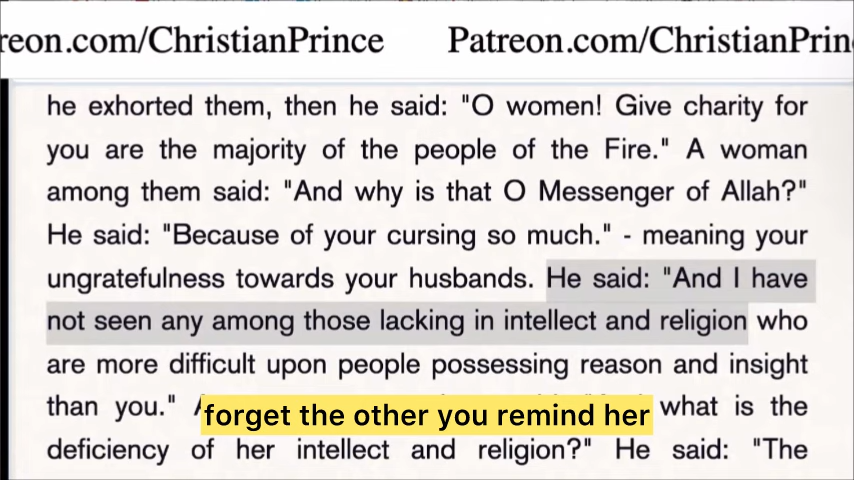 reon.com/ChristianPrince Patreon.com/ChristianPrin
he exhorted them, then he said: "O women! Give charity for
you are the majority of the people of the Fire." A woman
among them said: "And why is that O Messenger of Allah?"
He said: "Because of your cursing so much." - meaning your
ungratefulness towards your husbands. He said: "And I have
not seen any among those lacking in intellect and religion who
are more difficult upon people possessing reason and insight
than you." what is the
forget the other you remind her
deficiency of her intellect and religion?" He said: "The